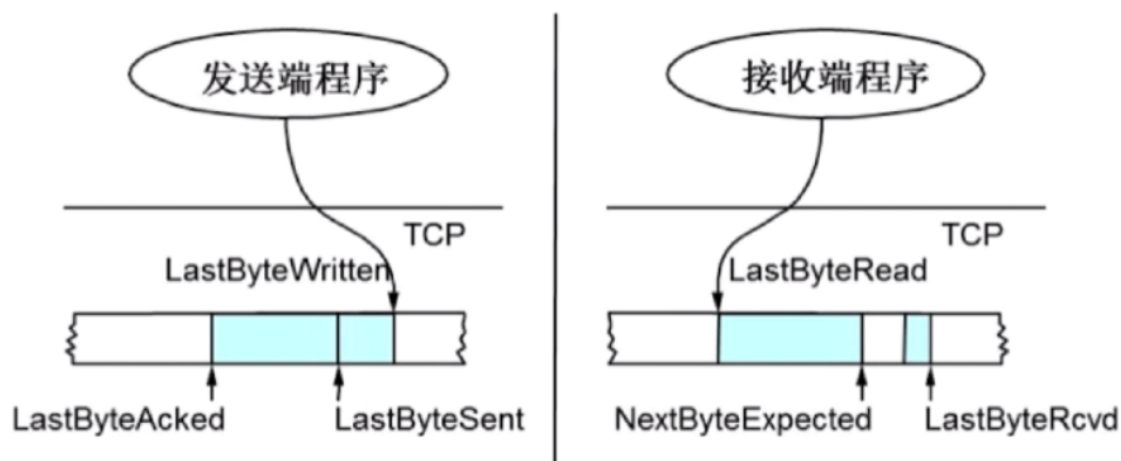 发送端程序
接收端程序
TCP
TCP
LastByteWritten
LastByteRead
LastByteAcked
LastByteSent
NextByteExpected
LastByteRcvd